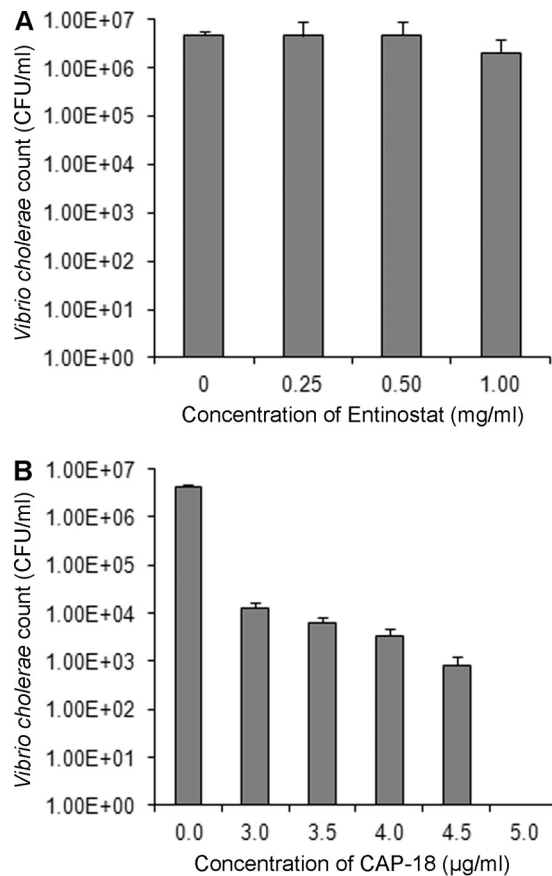 A
Vibrio cholerae count (CFU/ml)
1.00E+07
1.00E+06
1.00E+05
1.00E+04
1.00E+03
1.00E+02
1.00E+01
1.00E+00
0 0.25 0.50 1.00
Concentration of Entinostat (mg/ml)
B
Vibrio cholerae count (CFU/ml)
1.00E+07
1.00E+06
1.00E+05
1.00E+04
1.00E+03
1.00E+02
1.00E+01
1.00E+00
0.0 3.0 3.5 4.0 4.5 5.0
Concentration of CAP-18 (μg/ml)